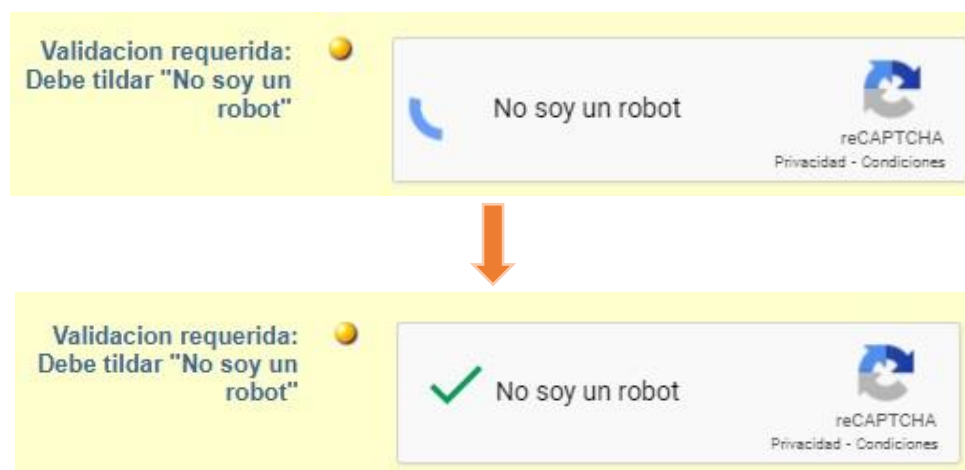 Validacion requerida:
Debe tildar "No soy un
robot"
No soy un robot
reCAPTCHA
Privacidad - Condiciones
Validacion requerida:
Debe tildar "No soy un
robot"
No soy un robot
reCAPTCHA
Privacidad - Condiciones